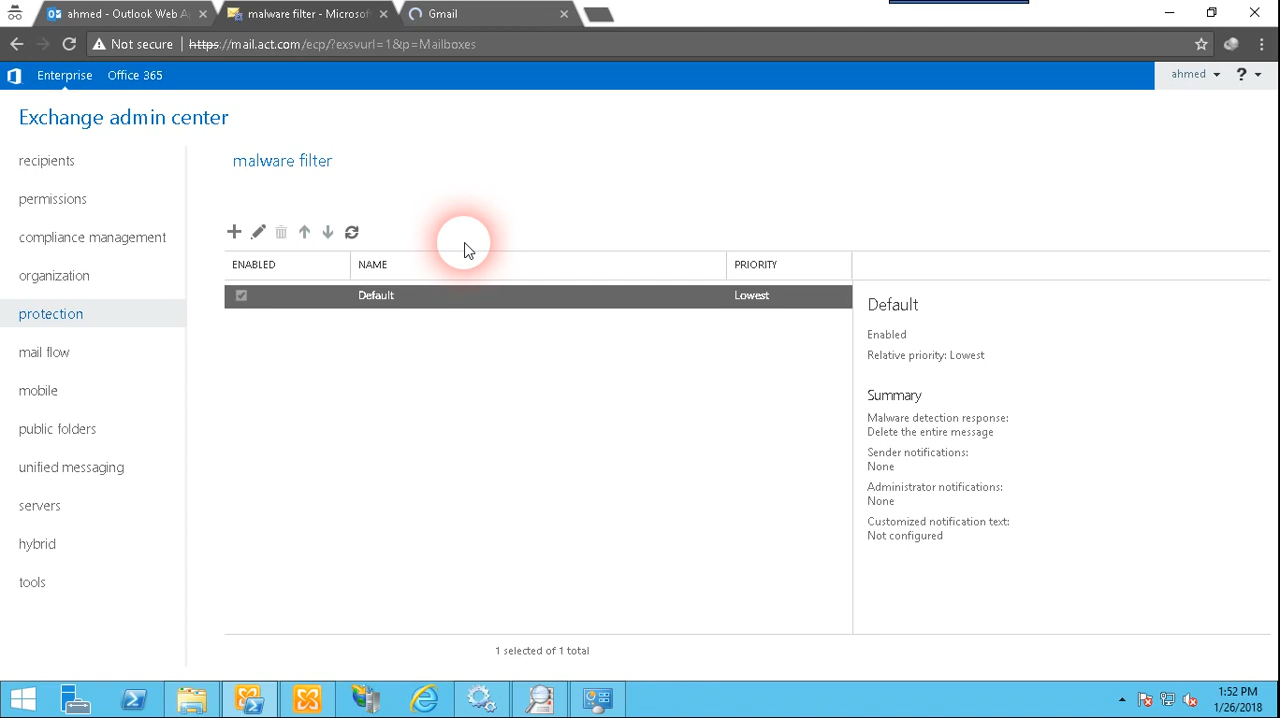 ahmed - Outlook Web A
malware filter - Microsof
Gmail
Not secure
https://mail.act.com/ecp/?exsvurl=1&p=Mailboxes
Enterprise
Office 365
ahmed
?
Exchange admin center
recipients
permissions
compliance management
organization
protection
mail flow
mobile
public folders
unified messaging
servers
hybrid
tools
malware filter
ENABLED NAME PRIORITY
Default Lowest
Default
Enabled
Relative priority: Lowest
Summary
Malware detection response:
Delete the entire message
Sender notifications:
None
Administrator notifications:
None
Customized notification text:
Not configured
1 selected of 1 total
1:52 PM
1/26/2018